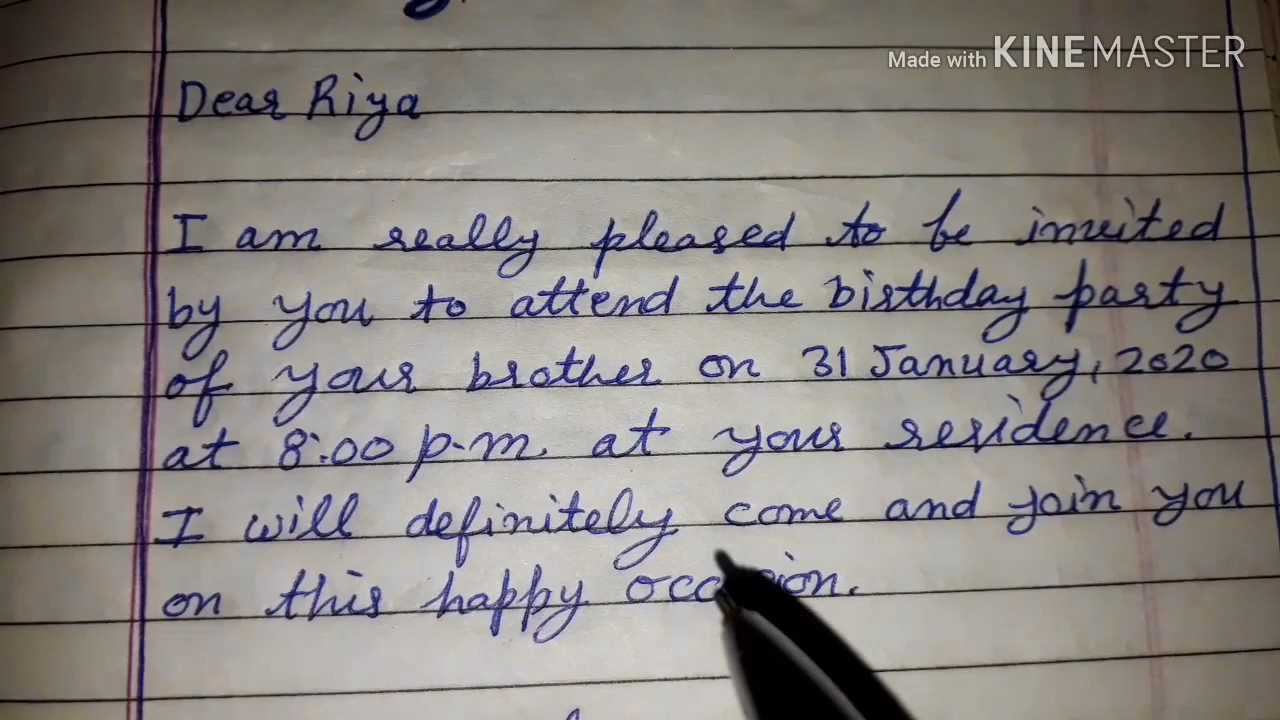 Made with KINEMASTER
Dear Riya
I am really pleased to be invited
by you to attend the birthday party
of your brother on 31 January, 2020
at 8:00 p.m. at your residence.
I will definitely come and join you
on this happy occasion.